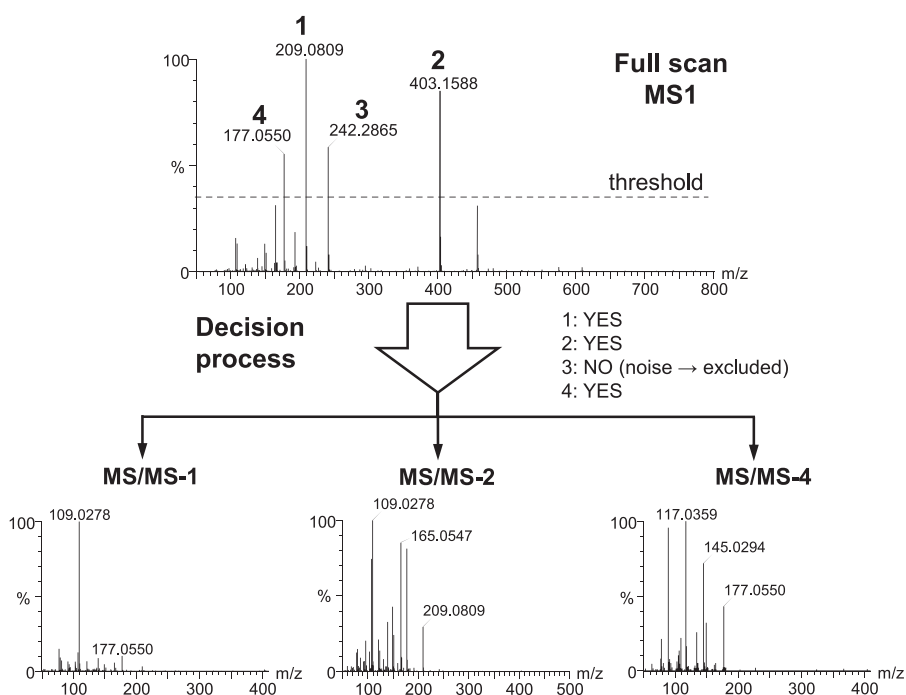 1
209.0809
2
403.1588
Full scan
MS1
4
177.0550
3
242.2865
100
%
0
threshold
100 200 300 400 500 600 700 800 m/z
Decision
process
1: YES
2: YES
3: NO (noise → excluded)
4: YES
MS/MS-1
MS/MS-2
MS/MS-4
100
%
0
109.0278
177.0550
100 200 300 400 m/z
100
%
0
109.0278
165.0547
209.0809
100 200 300 400 500 m/z
100
%
0
117.0359
145.0294
177.0550
100 200 300 400 m/z